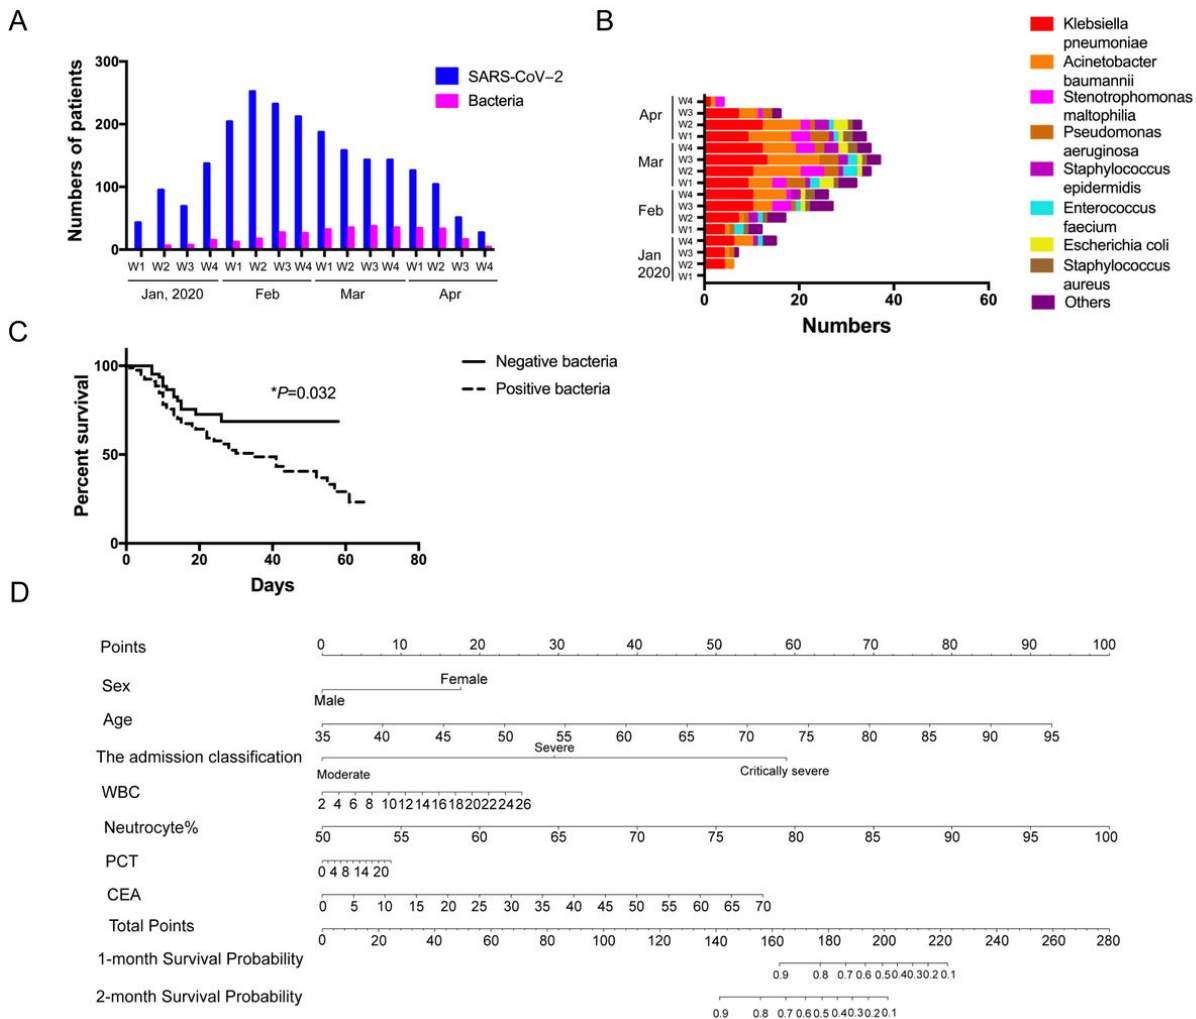 A
300
200
100
0
Numbers of patients
SARS-CoV-2
Bacteria
W1 W2 W3 W4 W1 W2 W3 W4 W1 W2 W3 W4 W1 W2 W3 W4
Jan, 2020 Feb Mar Apr
B
Apr
Mar
Feb
Jan
2020
W4
W3
W2
W1
W4
W3
W2
W1
W4
W3
W2
W1
W4
W3
W2
W1
0 20 40 60
Numbers
Klebsiella
pneumoniae
Acinetobacter
baumannii
Stenotrophomonas
maltophilia
Pseudomonas
aeruginosa
Staphylococcus
epidermidis
Enterococcus
faecium
Escherichia coli
Staphylococcus
aureus
Others
C
100
50
0
Percent survival
*P=0.032
Negative bacteria
Positive bacteria
0 20 40 60 80
Days
D
Points
0 10 20 30 40 50 60 70 80 90 100
Sex
Female
Male
Age
35 40 45 50 55 60 65 70 75 80 85 90 95
The admission classification
Severe
Moderate
Critically severe
WBC
2 4 6 8 10 12 14 16 18 20 22 24 26
Neutrocyte%
50 55 60 65 70 75 80 85 90 95 100
PCT
0 4 8 14 20
CEA
0 5 10 15 20 25 30 35 40 45 50 55 60 65 70
Total Points
0 20 40 60 80 100 120 140 160 180 200 220 240 260 280
1-month Survival Probability
0.9 0.8 0.7 0.6 0.5 0.4 0.3 0.2 0.1
2-month Survival Probability
0.9 0.8 0.7 0.6 0.5 0.4 0.3 0.2 0.1